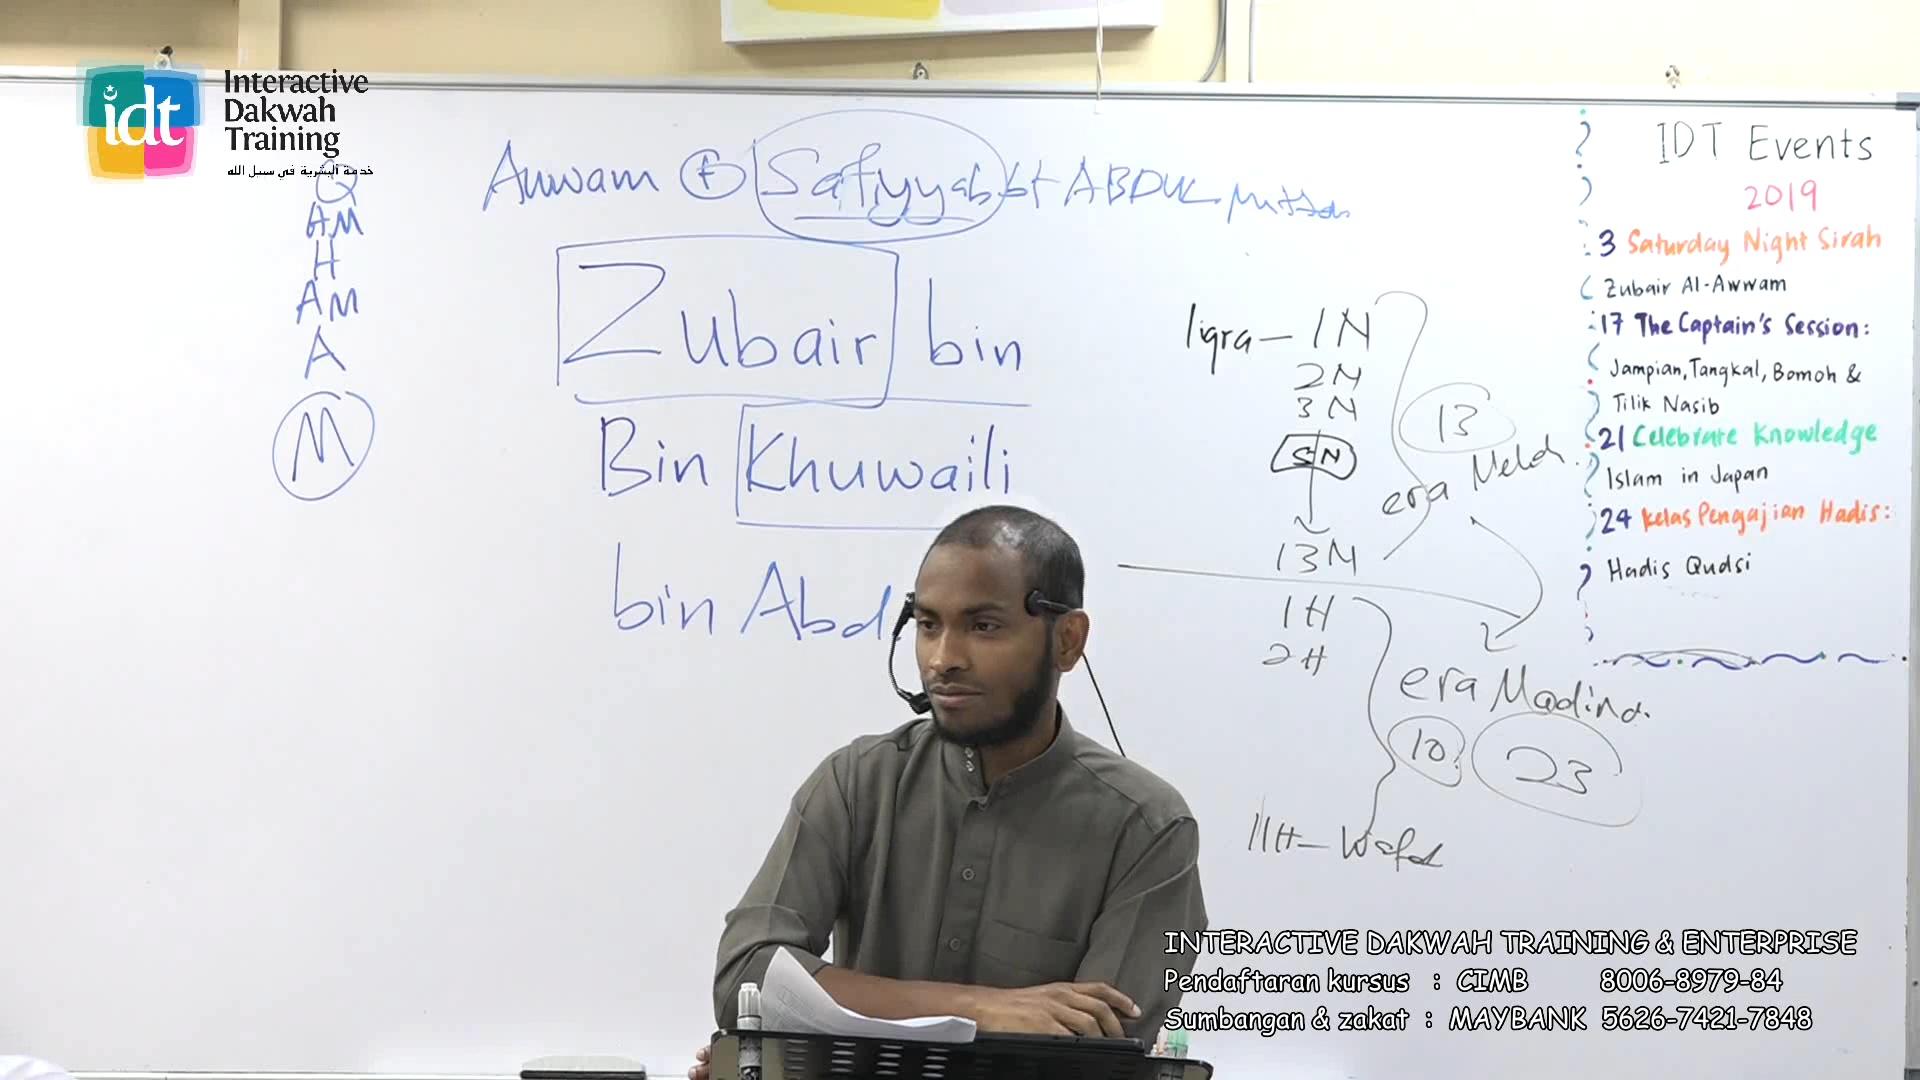 Interactive
Dakwah
Training
idt
خدمة البشرية في سبيل الله
Q
AM
H
AM
A
M
Awwam + Safiyyah bt ABDUL
Zubair bin
Bin Khuwaili
bin Abd
Iqra – 1N
2N
3N
5N
13N
13
era
1H
2H
era Madina
10
23
11H – Wafat
IDT Events
2019
3 Saturday Night Sirah
Zubair Al-Awwam
17 The Captain's Session:
Jampian, Tangkal, Bomoh &
Tilik Nasib
21 Celebrate Knowledge
Islam in Japan
24 Kelas Pengajian Hadis:
Hadis Qudsi
INTERACTIVE DAKWAH TRAINING & ENTERPRISE
Pendaftaran kursus : CIMB 8006-8979-84
Sumbangan & zakat : MAYBANK 5626-7421-7848